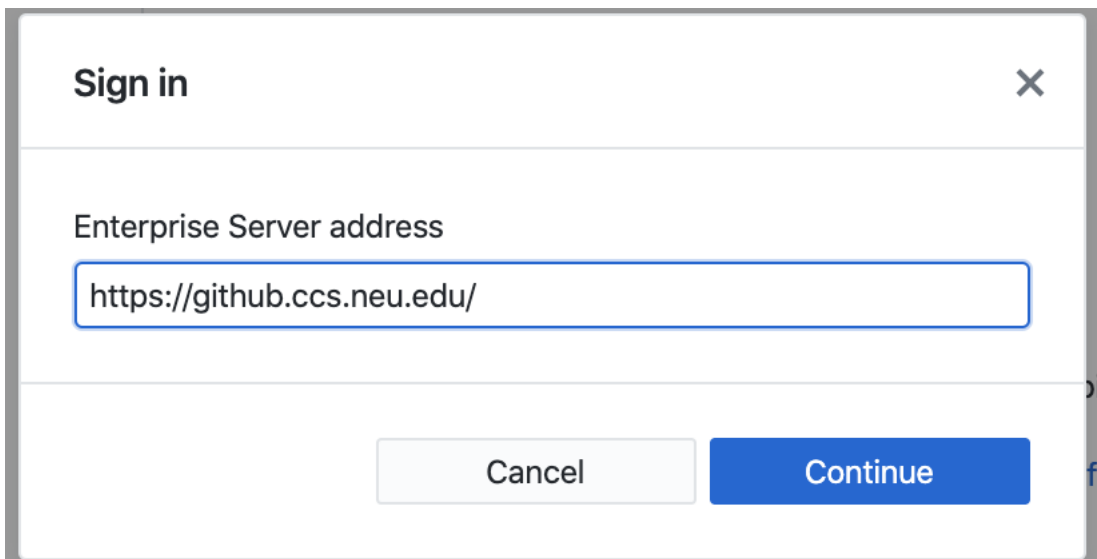 Sign in
Enterprise Server address
https://github.ccs.neu.edu/
Cancel
Continue